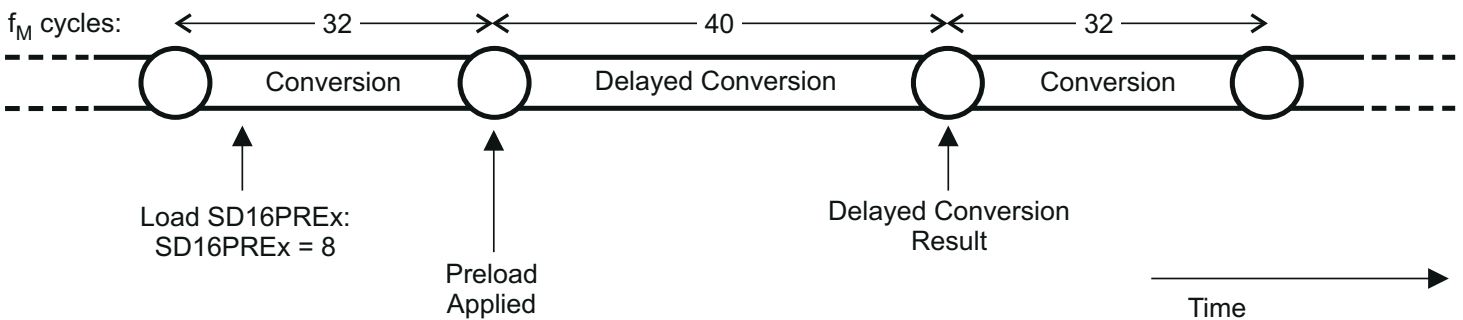 f_M cycles:
32
40
32
Conversion
Delayed Conversion
Conversion
Load SD16PREx:
SD16PREx = 8
Preload
Applied
Delayed Conversion
Result
Time